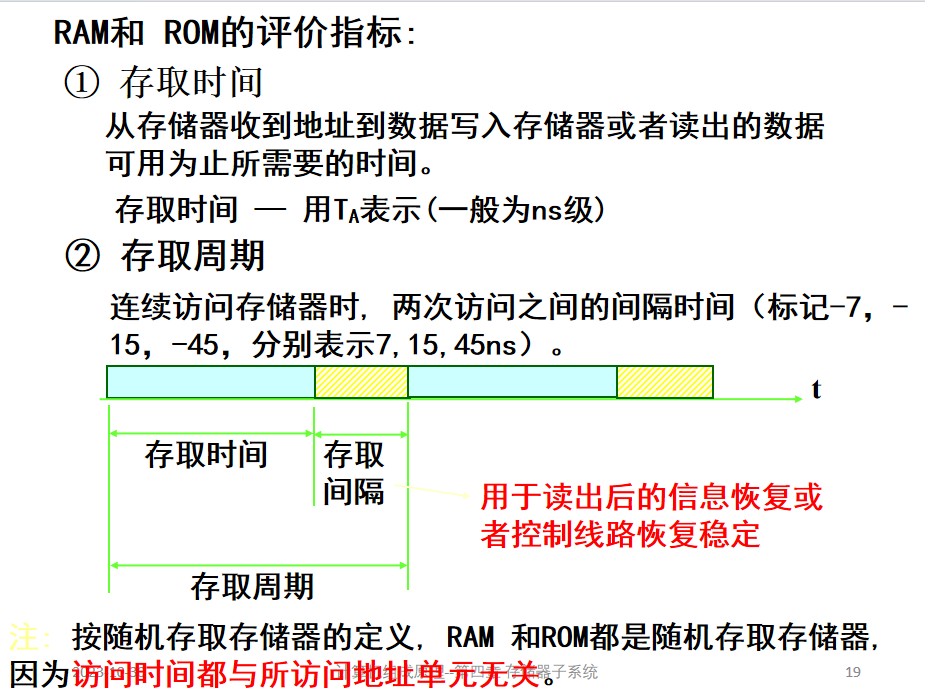 RAM和 ROM的评价指标:
① 存取时间
从存储器收到地址到数据写入存储器或者读出的数据
可用为止所需要的时间。
存取时间 — 用TA表示(一般为ns级)
② 存取周期
连续访问存储器时, 两次访问之间的间隔时间（标记-7, -
15, -45, 分别表示7,15,45ns）。
t
存取时间
存取
间隔
用于读出后的信息恢复或
者控制线路恢复稳定
存取周期
注: 按随机存取存储器的定义, RAM 和ROM都是随机存取存储器,
因为访问时间都与所访问地址单元无关。
第四章 存储器子系统
19